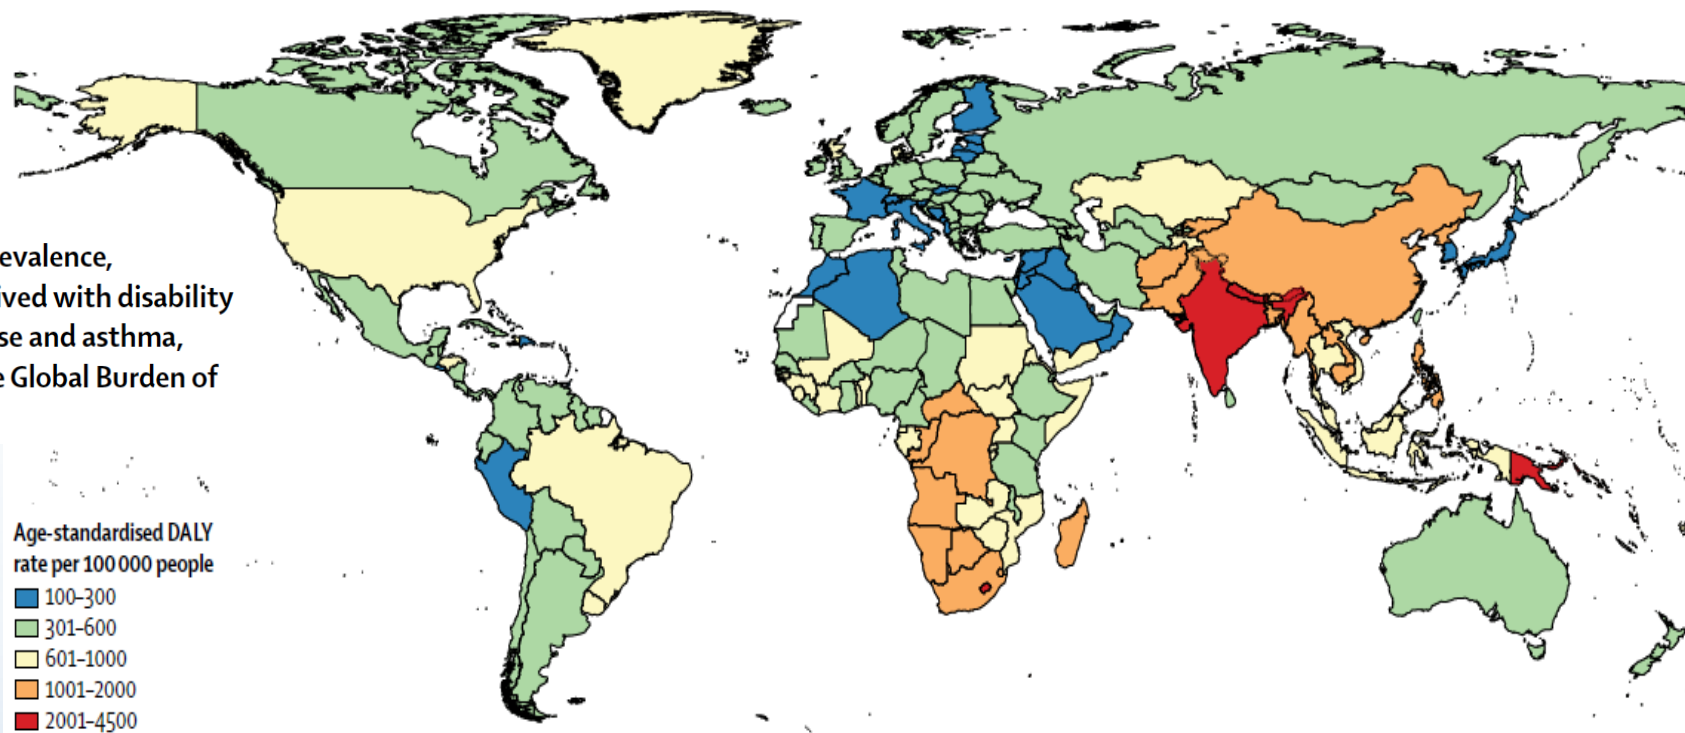 evalence,
ived with disability
se and asthma,
e Global Burden of
Age-standardised DALY
rate per 100 000 people
100–300
301–600
601–1000
1001–2000
2001–4500